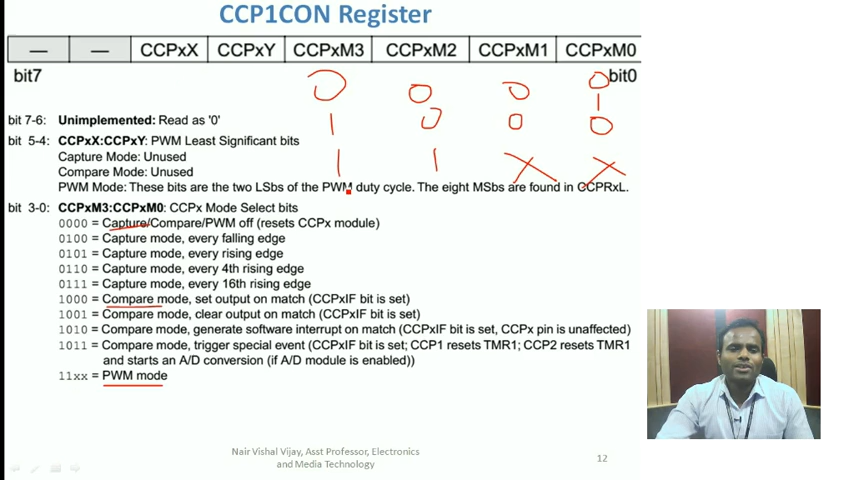 CCP1CON Register
— — CCPxX CCPxY CCPxM3 CCPxM2 CCPxM1 CCPxM0
bit7 bit0
0 0 0 0
1 0 0 0
1 1 X X
bit 7-6: Unimplemented: Read as '0'
bit 5-4: CCPxX:CCPxY: PWM Least Significant bits
Capture Mode: Unused
Compare Mode: Unused
PWM Mode: These bits are the two LSbs of the PWM duty cycle. The eight MSbs are found in CCPRxL.
bit 3-0: CCPxM3:CCPxM0: CCPx Mode Select bits
0000 = Capture/Compare/PWM off (resets CCPx module)
0100 = Capture mode, every falling edge
0101 = Capture mode, every rising edge
0110 = Capture mode, every 4th rising edge
0111 = Capture mode, every 16th rising edge
1000 = Compare mode, set output on match (CCPxIF bit is set)
1001 = Compare mode, clear output on match (CCPxIF bit is set)
1010 = Compare mode, generate software interrupt on match (CCPxIF bit is set, CCPx pin is unaffected)
1011 = Compare mode, trigger special event (CCPxIF bit is set; CCP1 resets TMR1; CCP2 resets TMR1
and starts an A/D conversion (if A/D module is enabled))
11xx = PWM mode
Nair Vishal Vijay, Asst Professor, Electronics
and Media Technology
12